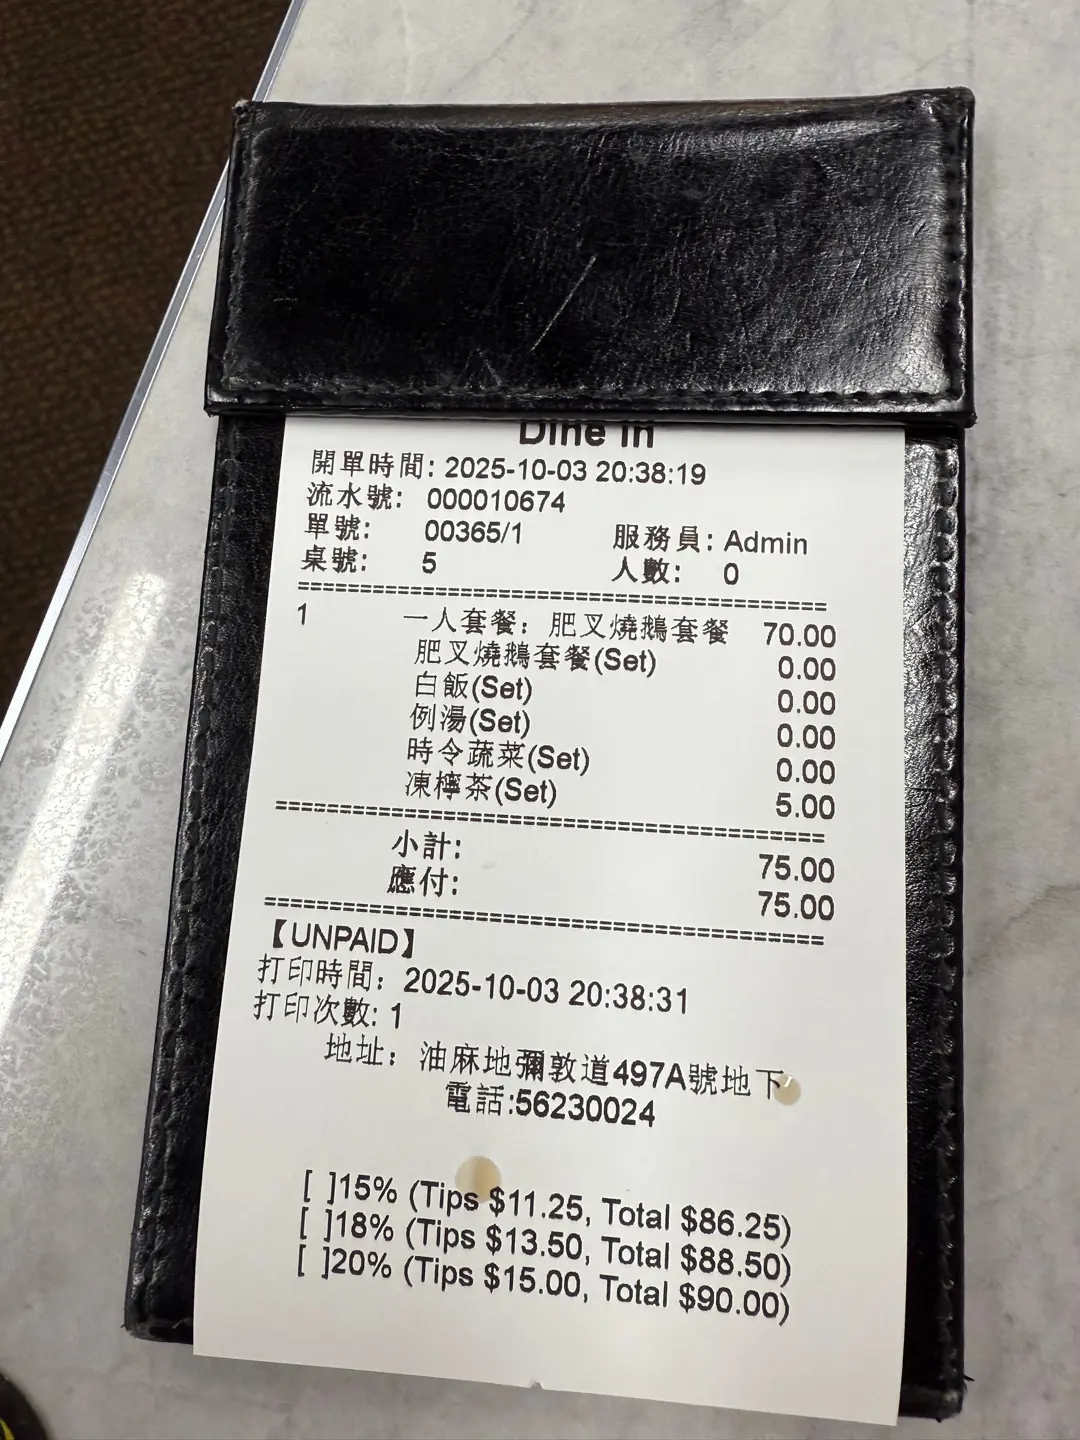 Dine In
開單時間: 2025-10-03 20:38:19
流水號: 000010674
單號: 00365/1 服務員: Admin
桌號: 5 人數: 0
==========================================
1 一人套餐：肥叉燒鵝套餐 70.00
肥叉燒鵝套餐(Set) 0.00
白飯(Set) 0.00
例湯(Set) 0.00
時令蔬菜(Set) 0.00
凍檸茶(Set) 5.00
==========================================
小計: 75.00
應付: 75.00
==========================================
【UNPAID】
打印時間：2025-10-03 20:38:31
打印次數: 1
地址：油麻地彌敦道497A號地下
電話:56230024
[ ]15% (Tips $11.25, Total $86.25)
[ ]18% (Tips $13.50, Total $88.50)
[ ]20% (Tips $15.00, Total $90.00)